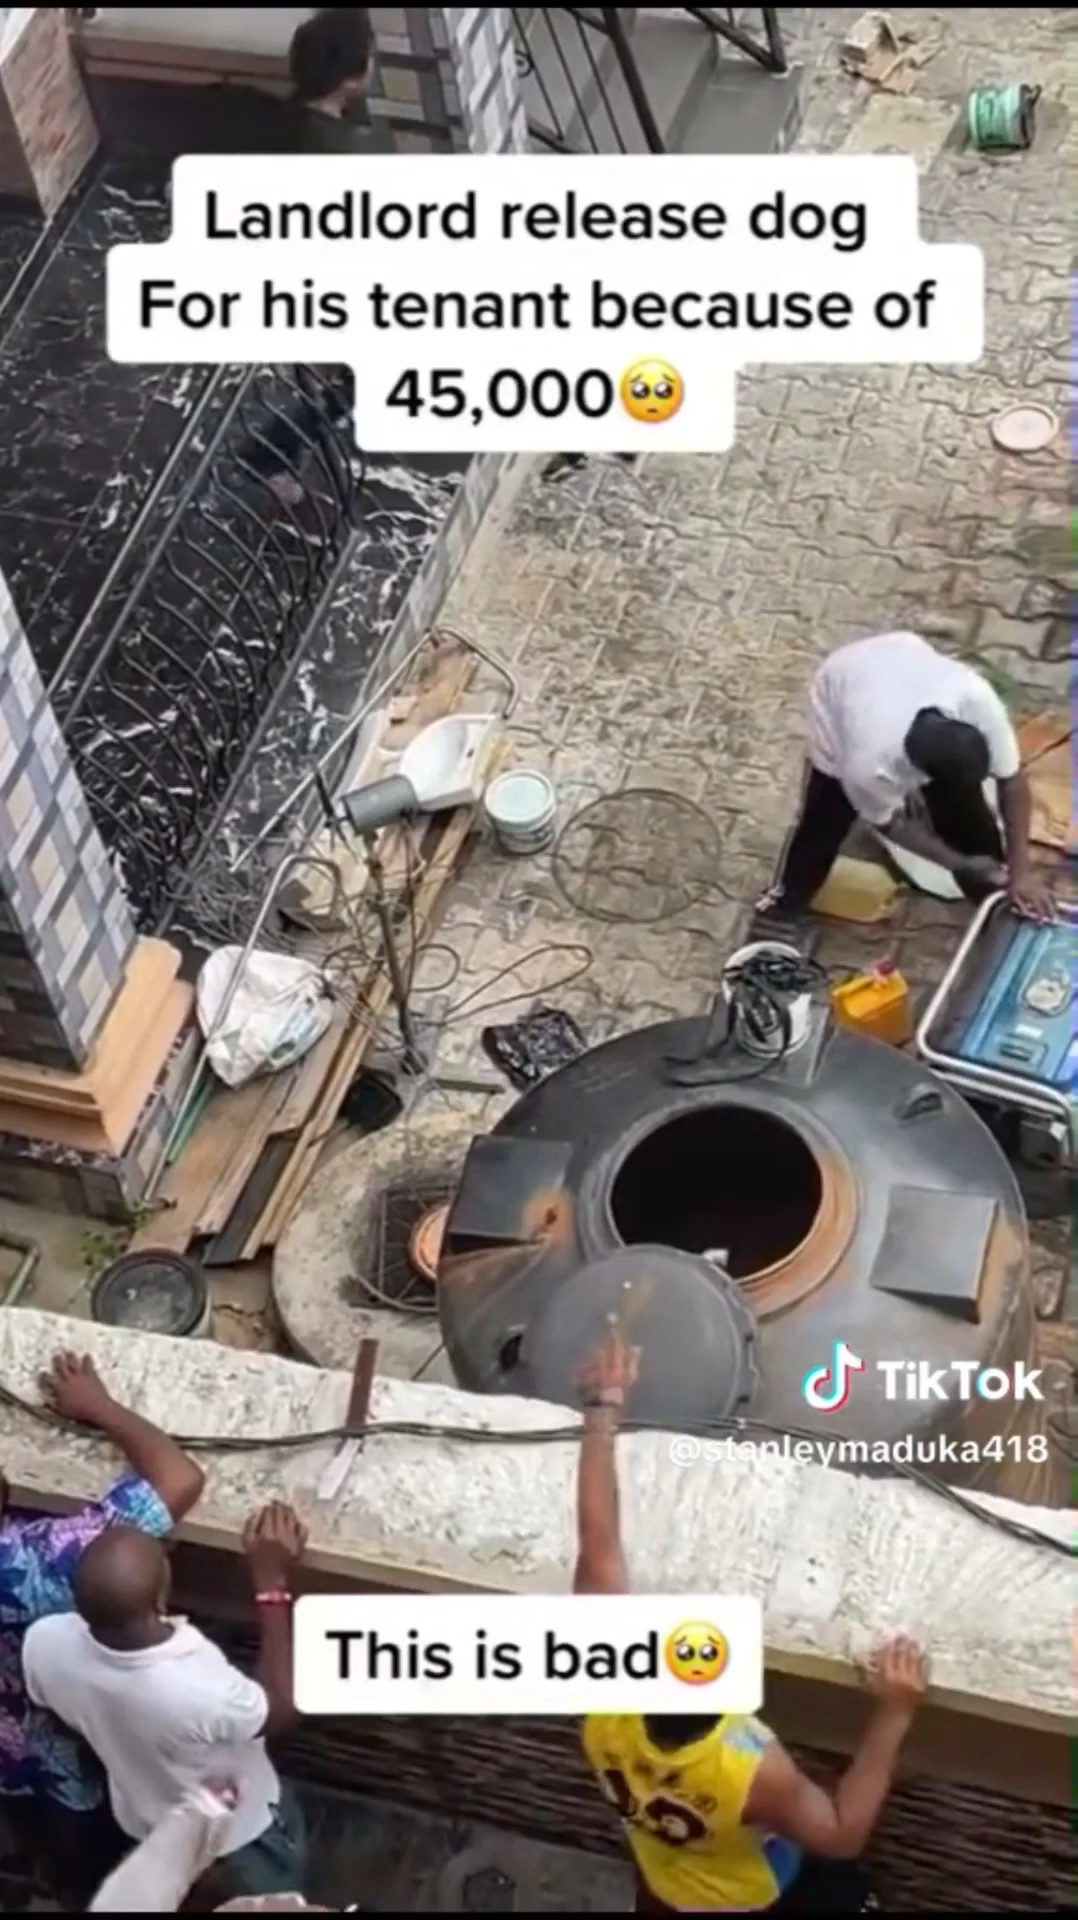 Landlord release dog
For his tenant because of
45,000🥺
TikTok
@stanleymaduka418
This is bad🥺